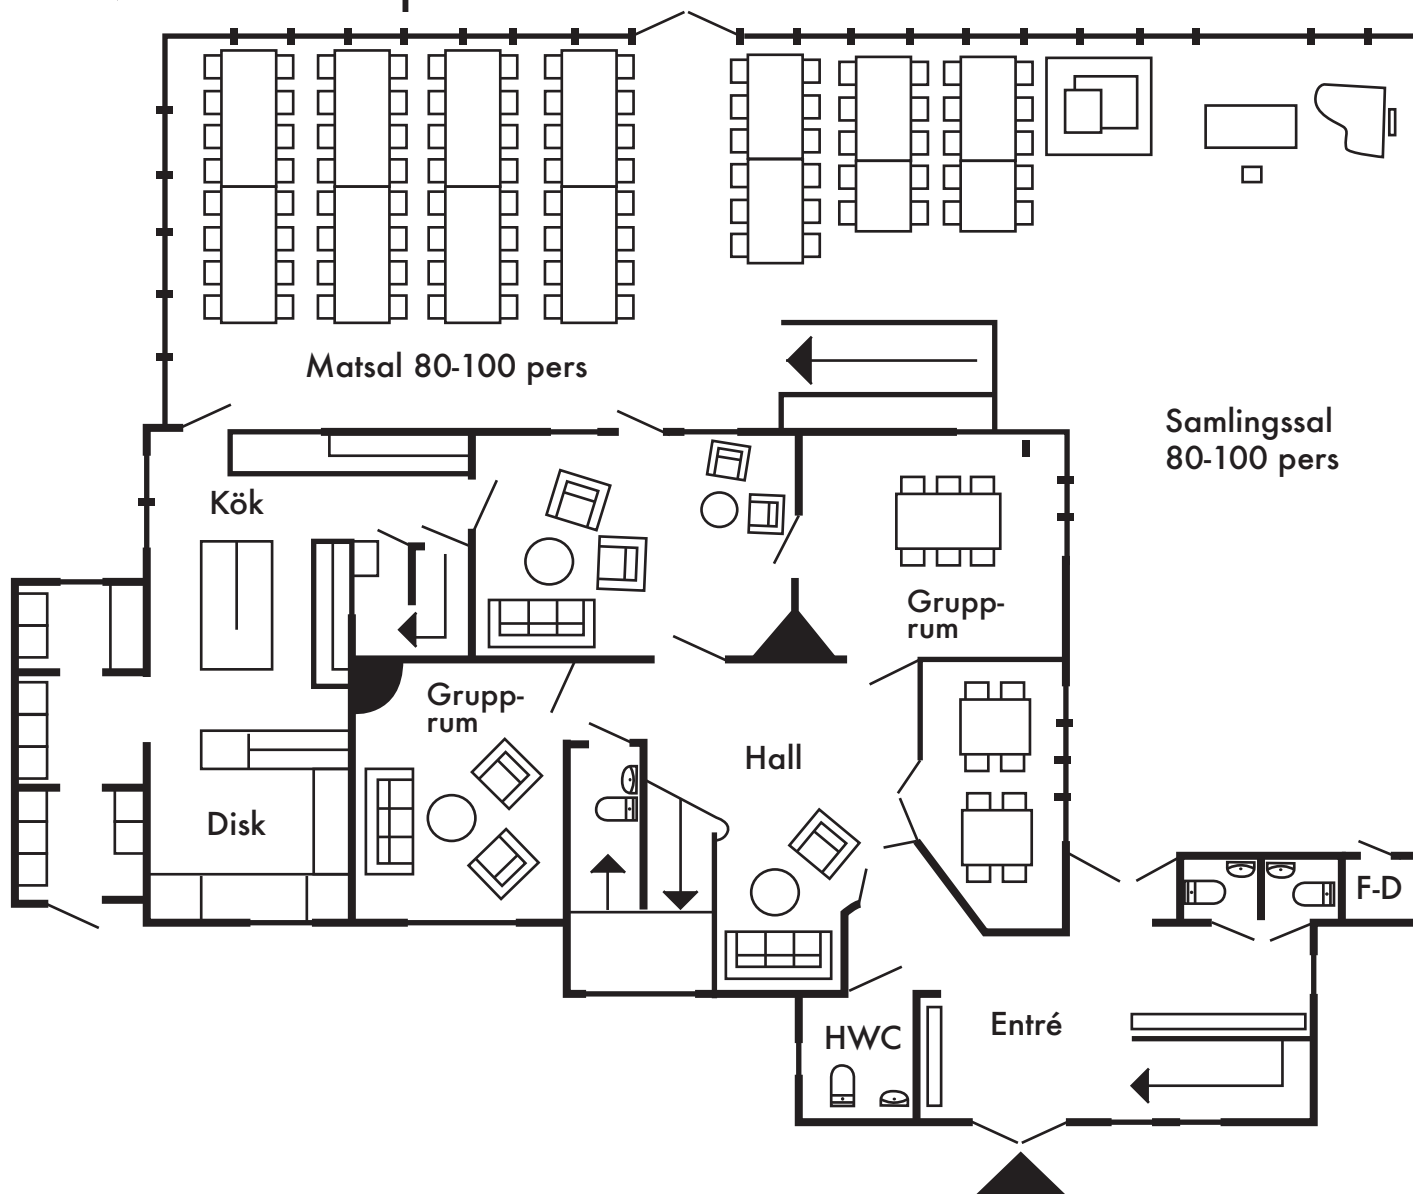 Matsal 80-100 pers
Samlingssal
80-100 pers
Kök
Grupp-
rum
Grupp-
rum
Hall
Disk
F-D
Entré
HWC